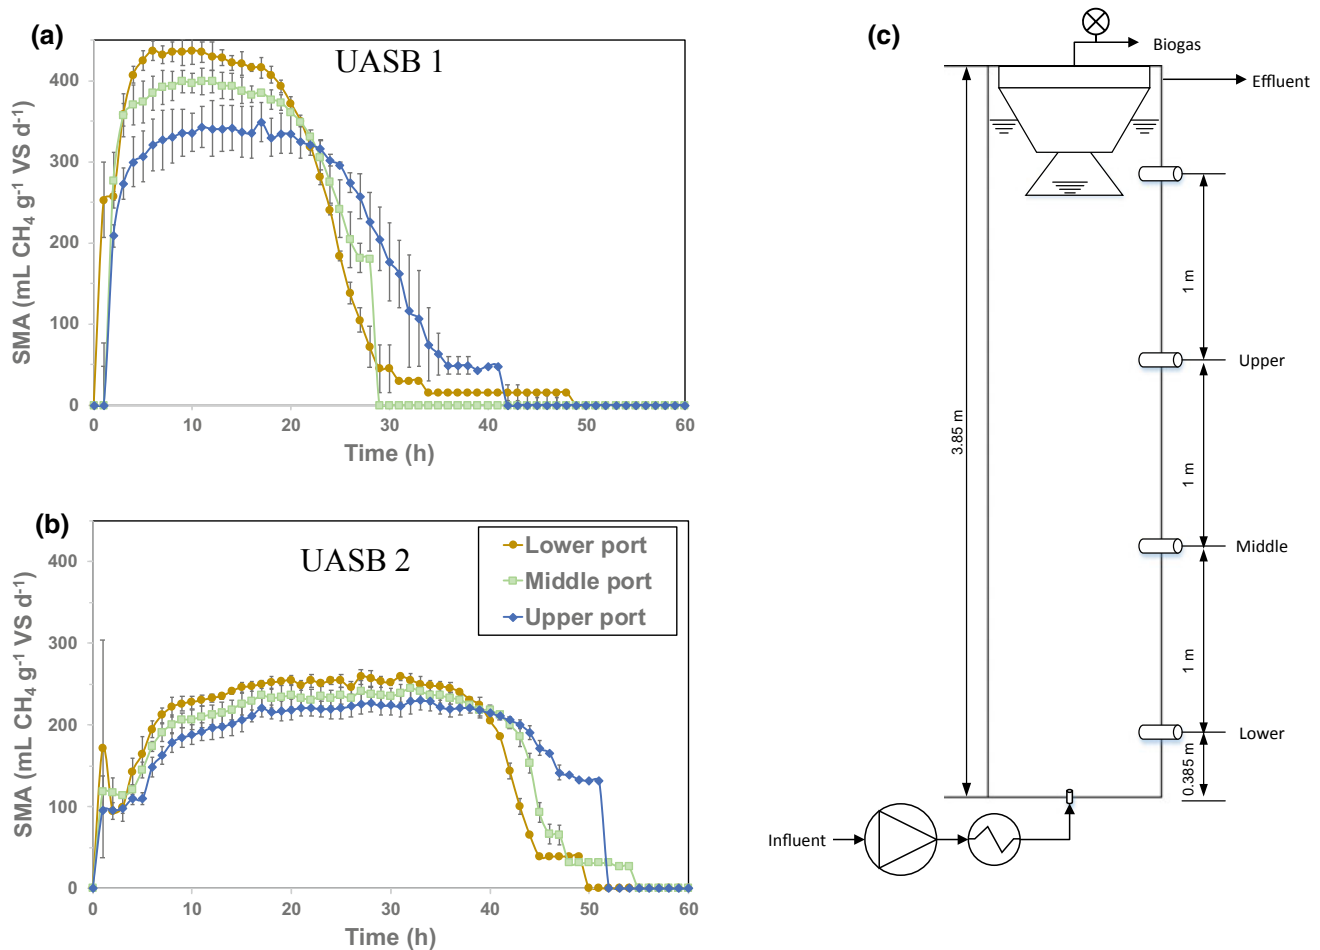 (a)
UASB 1
SMA (mL CH₄ g⁻¹ VS d⁻¹)
400
300
200
100
0
0 10 20 30 40 50 60
Time (h)
(b)
UASB 2
Lower port
Middle port
Upper port
SMA (mL CH₄ g⁻¹ VS d⁻¹)
400
300
200
100
0
0 10 20 30 40 50 60
Time (h)
(c)
Biogas
Effluent
1 m
Upper
3.85 m
1 m
Middle
1 m
Lower
0.385 m
Influent